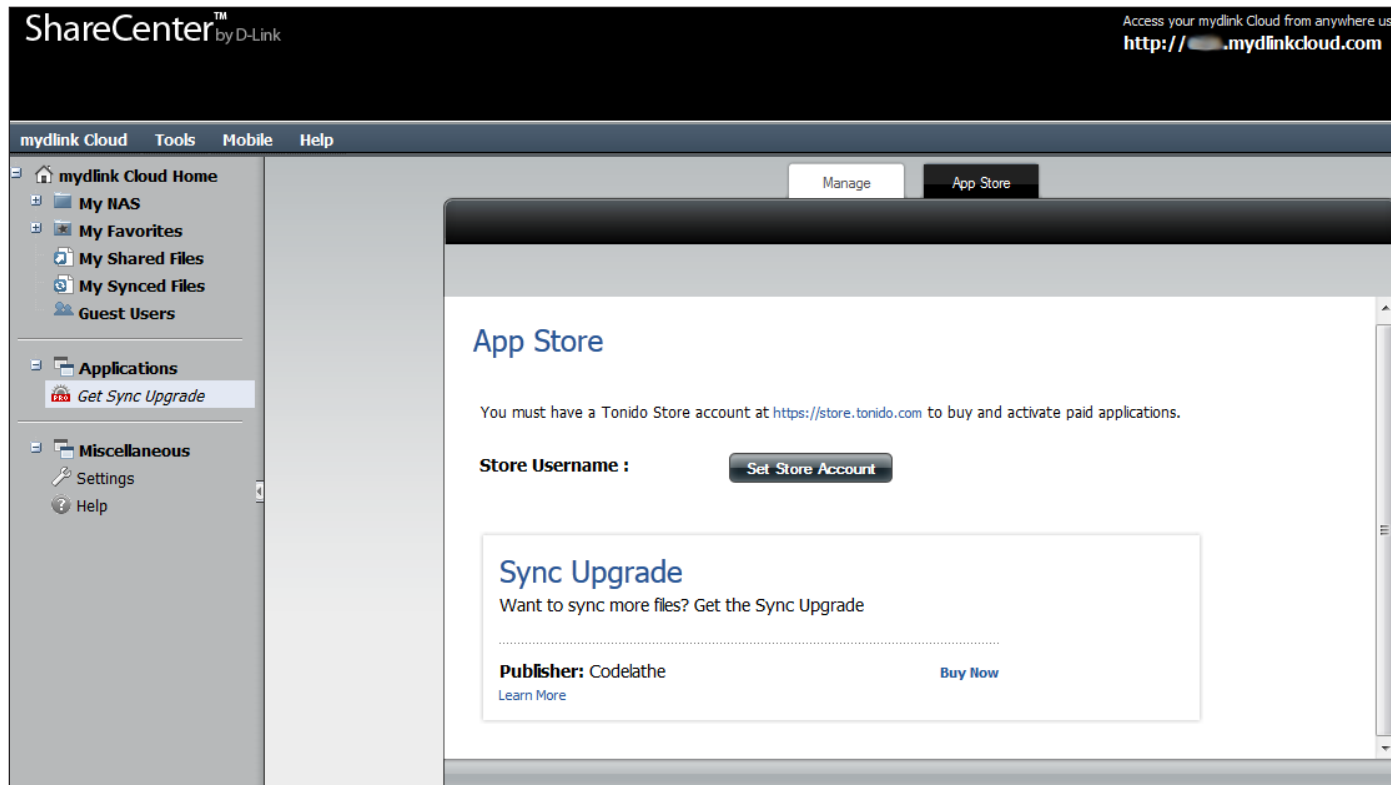 ShareCenter™ by D-Link
Access your mydlink Cloud from anywhere us
http:// .mydlinkcloud.com
mydlink Cloud Tools Mobile Help
mydlink Cloud Home
My NAS
My Favorites
My Shared Files
My Synced Files
Guest Users
Applications
PRO Get Sync Upgrade
Miscellaneous
Settings
Help
Manage App Store
App Store
You must have a Tonido Store account at https://store.tonido.com to buy and activate paid applications.
Store Username : Set Store Account
Sync Upgrade
Want to sync more files? Get the Sync Upgrade
Publisher: Codelathe Buy Now
Learn More